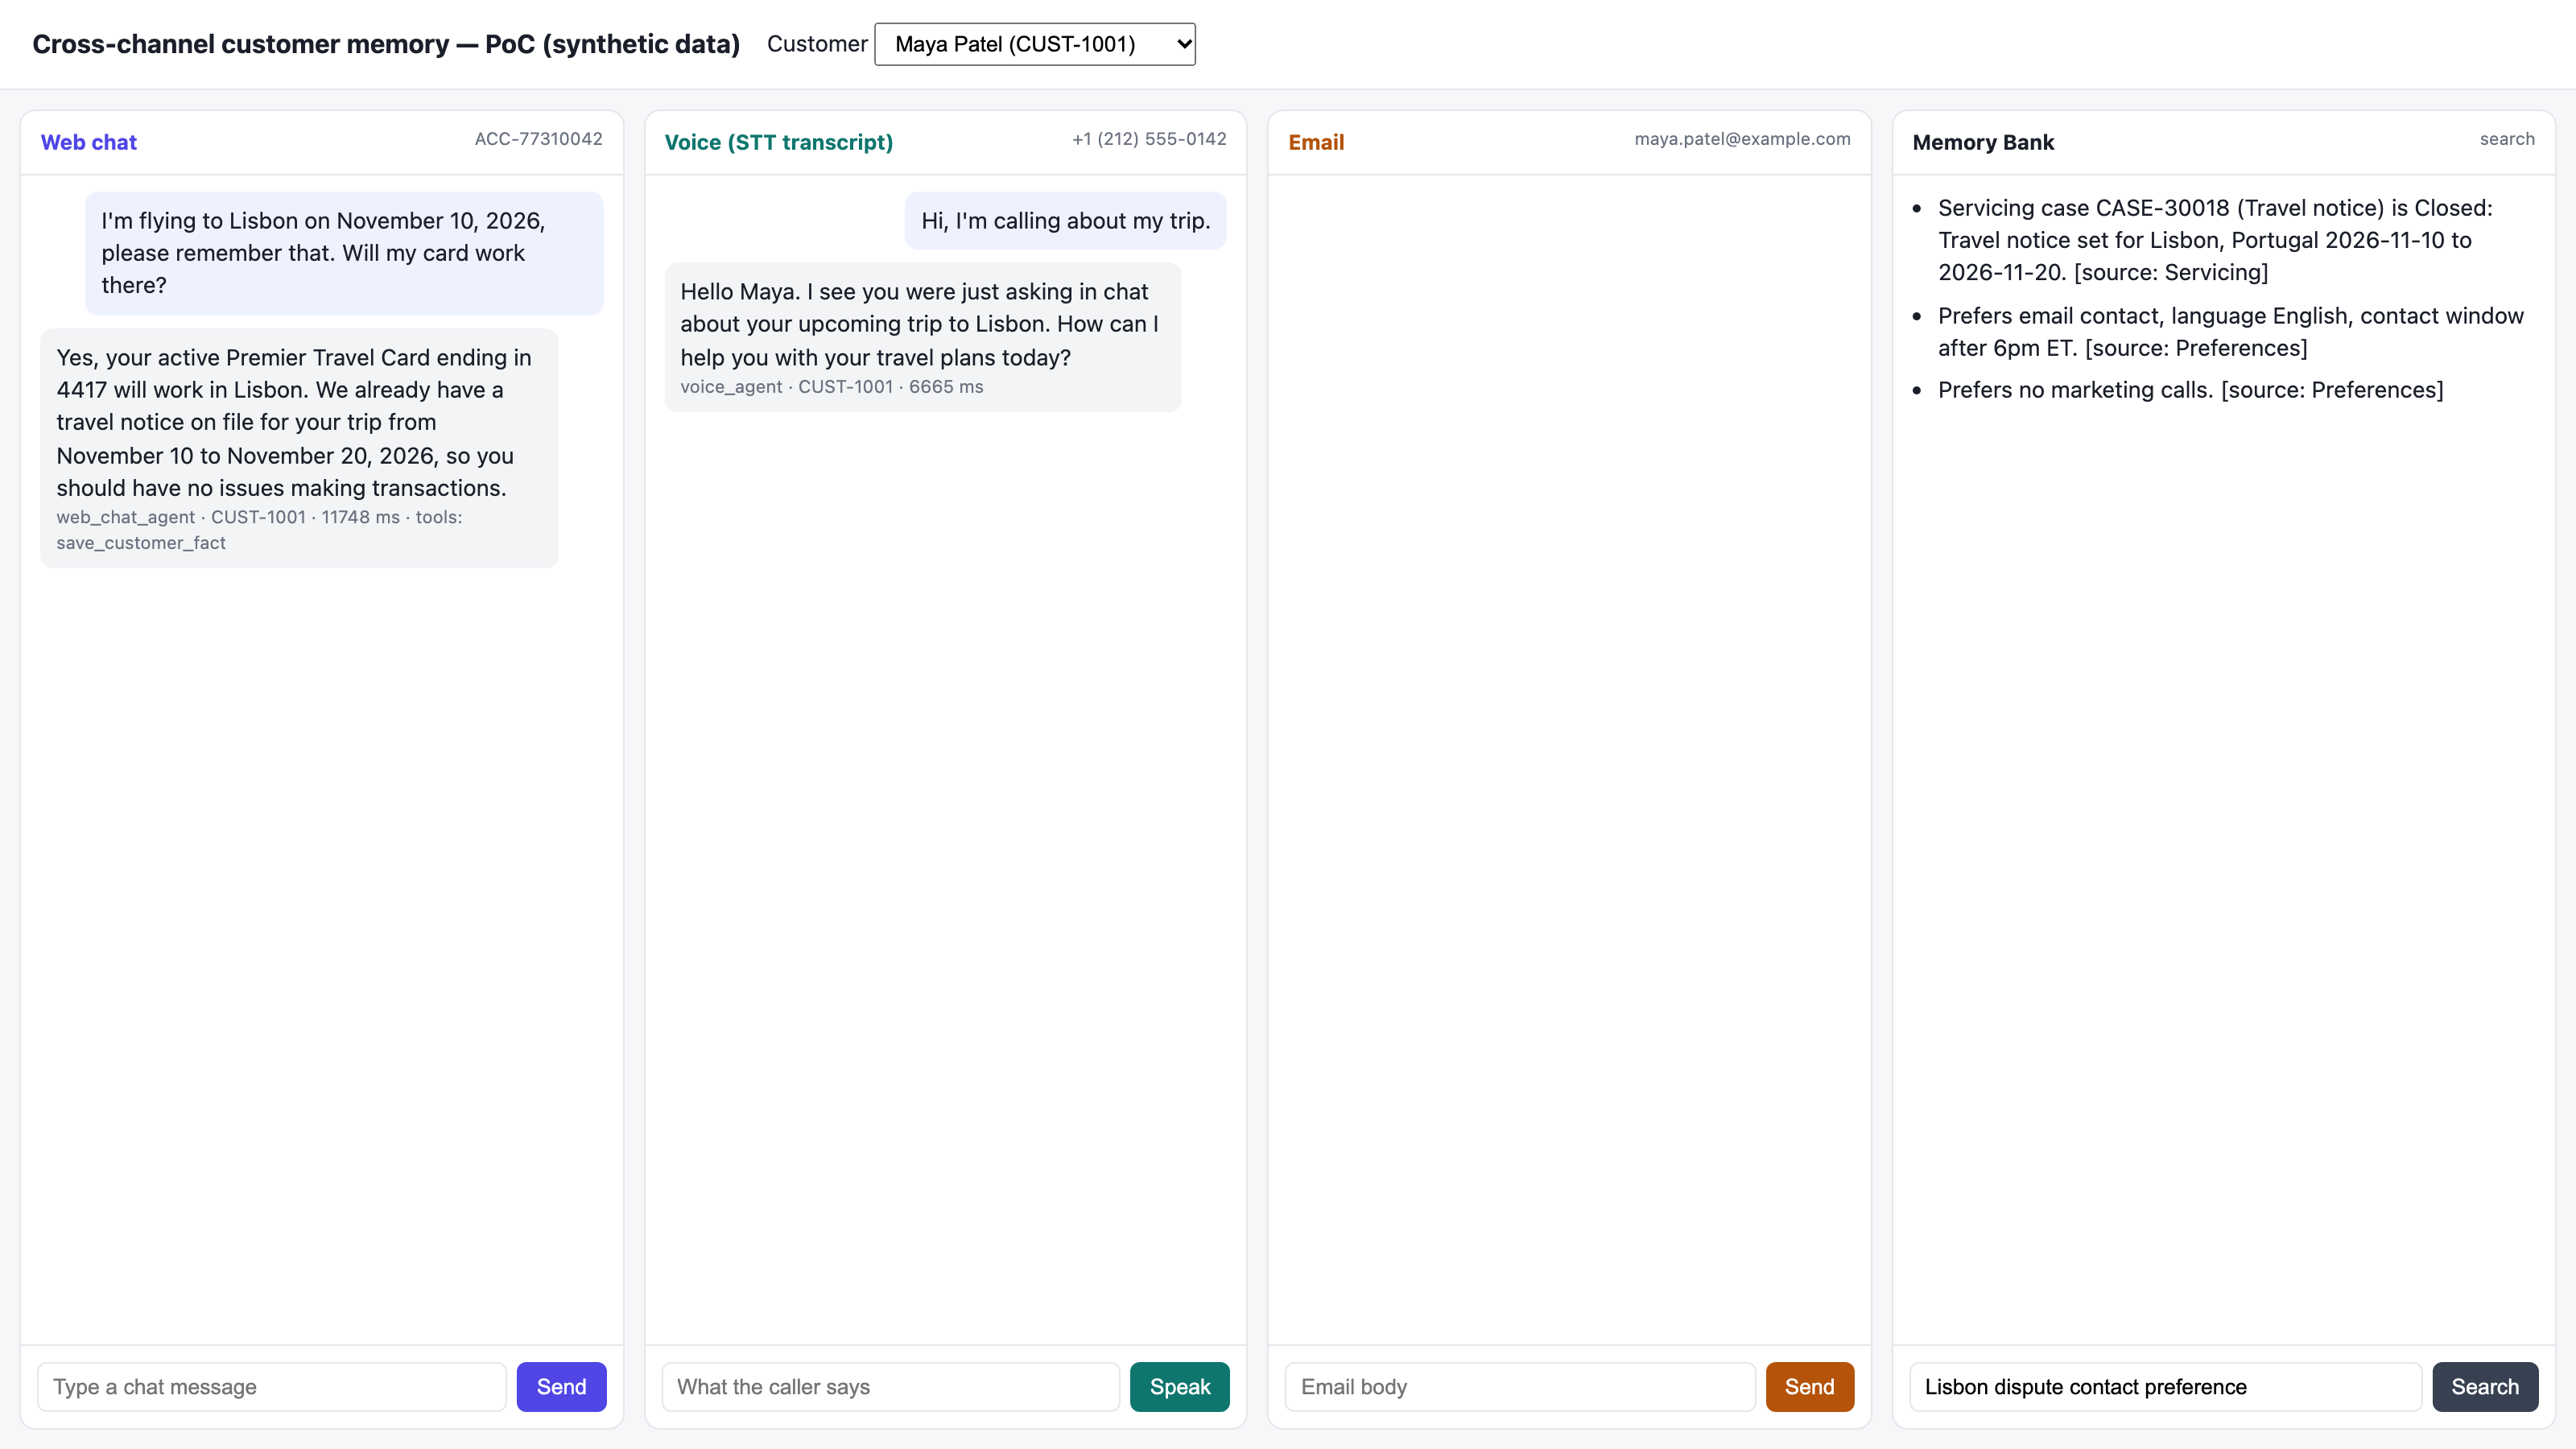 Cross-channel customer memory — PoC (synthetic data)
Customer
Maya Patel (CUST-1001)
Web chat
ACC-77310042
I'm flying to Lisbon on November 10, 2026,
please remember that. Will my card work
there?
Yes, your active Premier Travel Card ending in
4417 will work in Lisbon. We already have a
travel notice on file for your trip from
November 10 to November 20, 2026, so you
should have no issues making transactions.
web_chat_agent · CUST-1001 · 11748 ms · tools:
save_customer_fact
Type a chat message
Send
Voice (STT transcript)
+1 (212) 555-0142
Hi, I'm calling about my trip.
Hello Maya. I see you were just asking in chat
about your upcoming trip to Lisbon. How can I
help you with your travel plans today?
voice_agent · CUST-1001 · 6665 ms
What the caller says
Speak
Email
maya.patel@example.com
Email body
Send
Memory Bank
search
• Servicing case CASE-30018 (Travel notice) is Closed:
Travel notice set for Lisbon, Portugal 2026-11-10 to
2026-11-20. [source: Servicing]
• Prefers email contact, language English, contact window
after 6pm ET. [source: Preferences]
• Prefers no marketing calls. [source: Preferences]
Lisbon dispute contact preference
Search